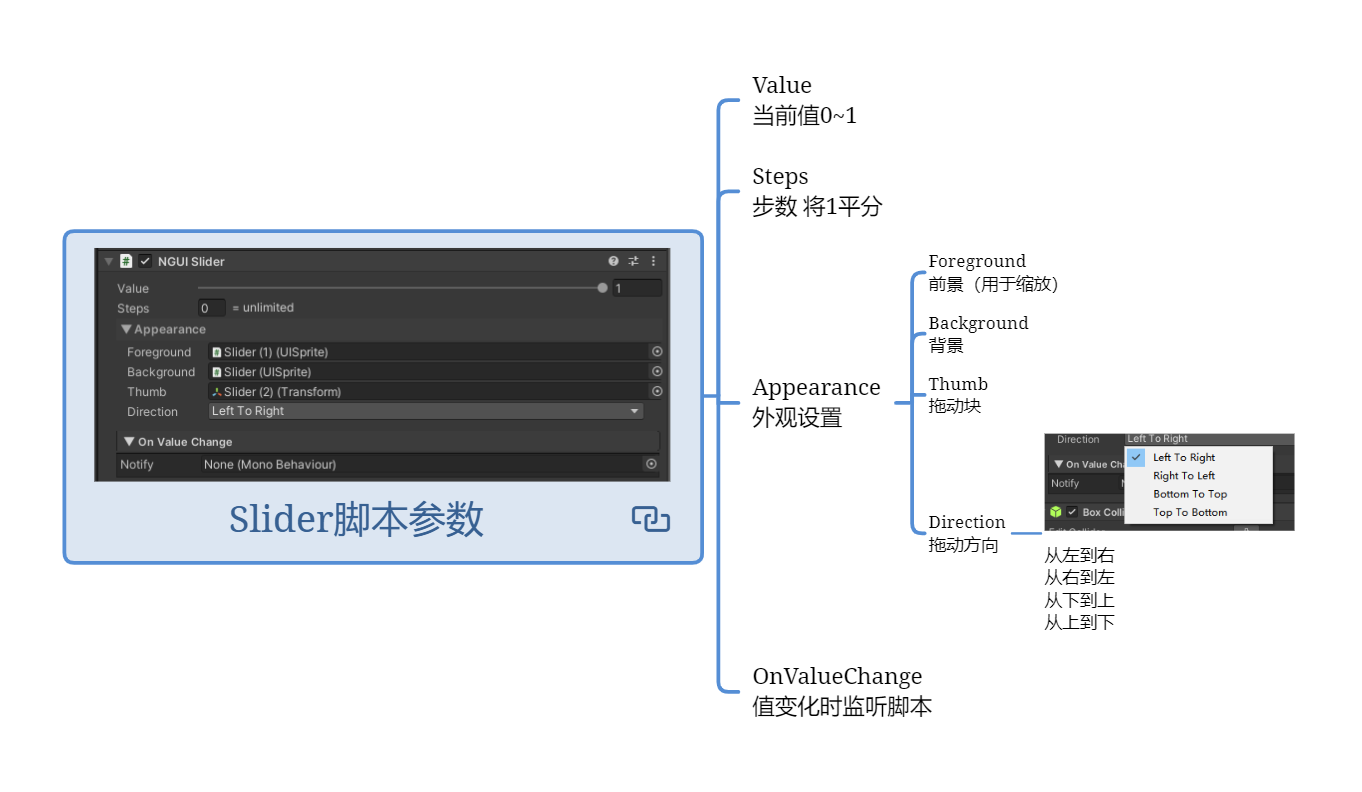 NGUI Slider
Value 1
Steps 0 = unlimited
Appearance
Foreground Slider (1) (UISprite)
Background Slider (UISprite)
Thumb Slider (2) (Transform)
Direction Left To Right
On Value Change
Notify None (Mono Behaviour)
Slider脚本参数
Value
当前值0~1
Steps
步数 将1平分
Appearance
外观设置
Foreground
前景（用于缩放）
Background
背景
Thumb
拖动块
Direction
拖动方向
Direction Left To Right
Left To Right
On Value Cha
Right To Left
Notify
Bottom To Top
Box Colli
Top To Bottom
从左到右
从右到左
从下到上
从上到下
OnValueChange
值变化时监听脚本